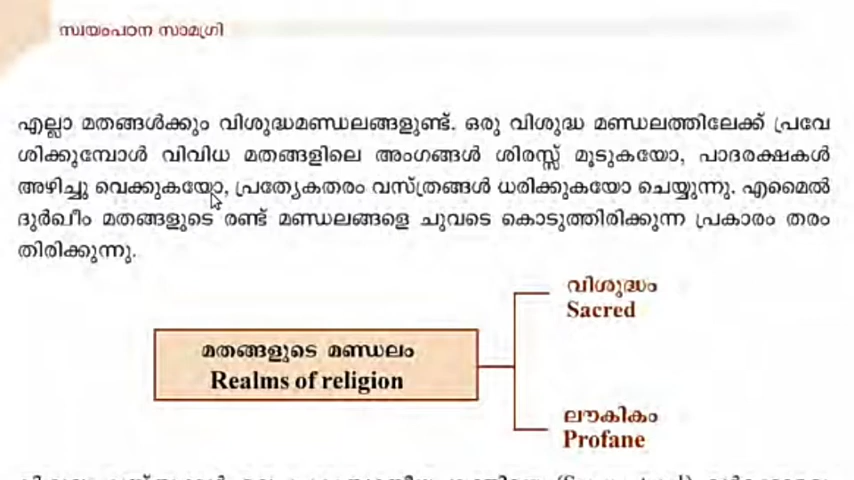 സ്വയംപഠന സാമഗ്രി
എല്ലാ മതങ്ങൾക്കും വിശുദ്ധമണ്ഡലങ്ങളുണ്ട്. ഒരു വിശുദ്ധ മണ്ഡലത്തിലേക്ക് പ്രവേ
ശിക്കുമ്പോൾ വിവിധ മതങ്ങളിലെ അംഗങ്ങൾ ശിരസ്സ് മൂടുകയോ, പാദരക്ഷകൾ
അഴിച്ചു വെക്കുകയോ, പ്രത്യേകതരം വസ്ത്രങ്ങൾ ധരിക്കുകയോ ചെയ്യുന്നു. എമൈൽ
ദുർഖീം മതങ്ങളുടെ രണ്ട് മണ്ഡലങ്ങളെ ചുവടെ കൊടുത്തിരിക്കുന്ന പ്രകാരം തരം
തിരിക്കുന്നു.
വിശുദ്ധം
Sacred
മതങ്ങളുടെ മണ്ഡലം
Realms of religion
ലൗകികം
Profane